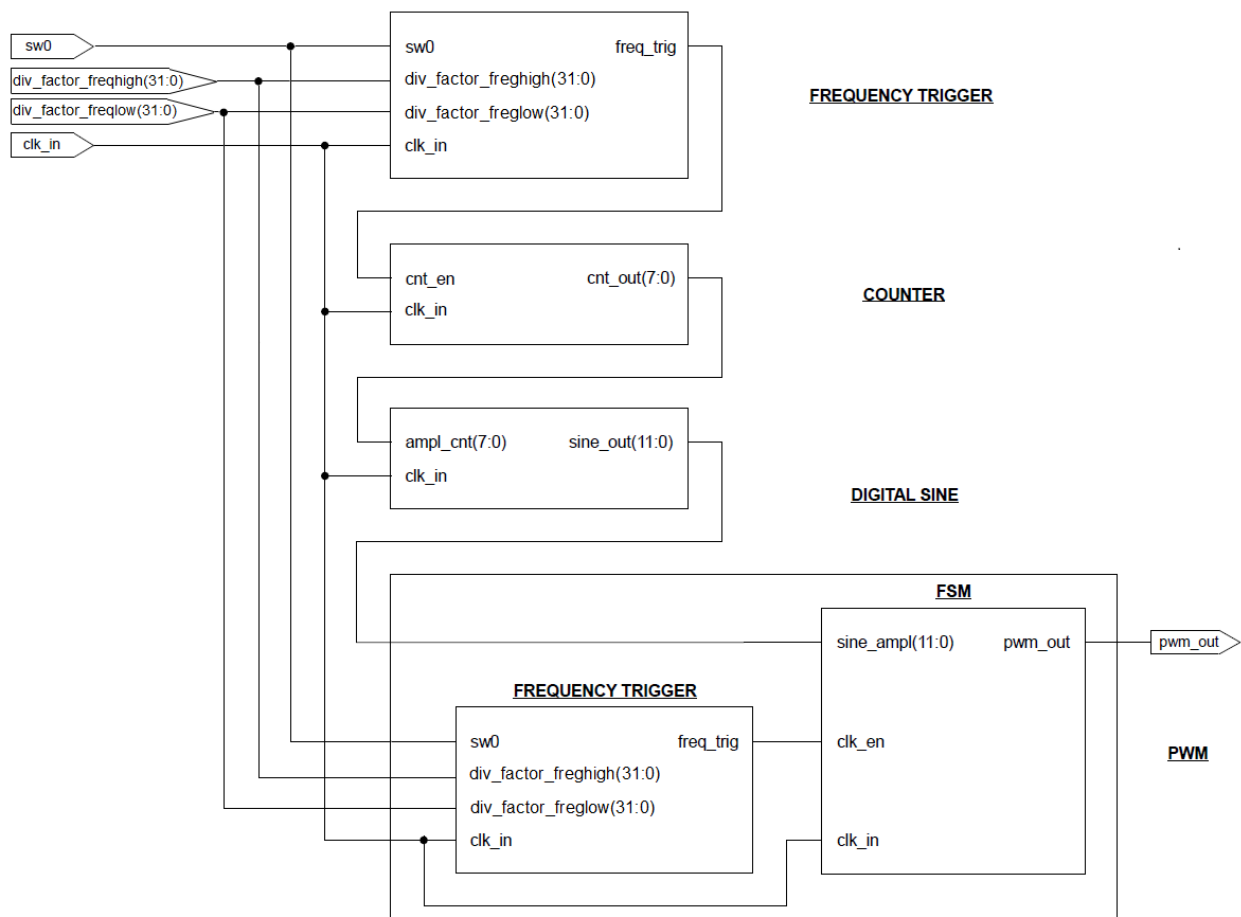 sw0
div_factor_freqhigh(31:0)
div_factor_freqlow(31:0)
clk_in
sw0 freq_trig
div_factor_freghigh(31:0)
div_factor_freglow(31:0)
clk_in
FREQUENCY TRIGGER
cnt_en cnt_out(7:0)
clk_in
COUNTER
ampl_cnt(7:0) sine_out(11:0)
clk_in
DIGITAL SINE
FSM
sine_ampl(11:0) pwm_out
pwm_out
FREQUENCY TRIGGER
sw0 freq_trig
div_factor_freghigh(31:0)
div_factor_freglow(31:0)
clk_in
clk_en
clk_in
PWM